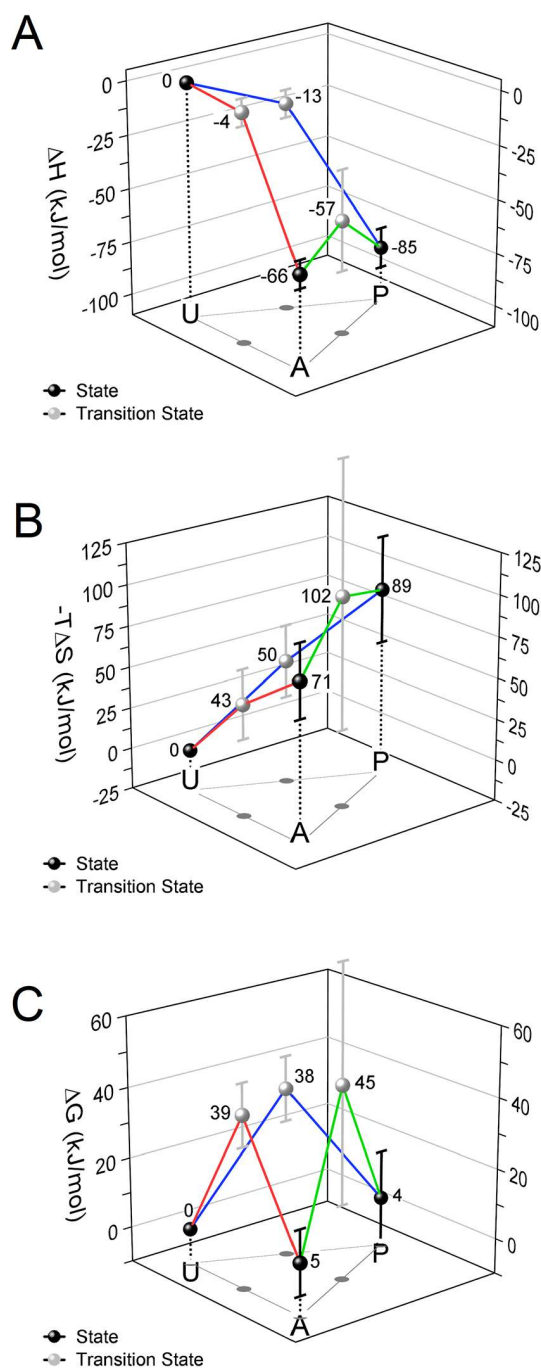 A
ΔH (kJ/mol)
0
-25
-50
-75
-100
0
-25
-50
-75
-100
0
-4
-13
-57
-66
-85
U
P
A
State
Transition State
B
-TΔS (kJ/mol)
125
100
75
50
25
0
-25
125
100
75
50
25
0
-25
102
89
50
43
71
0
U
P
A
State
Transition State
C
ΔG (kJ/mol)
60
40
20
0
60
40
20
0
38
45
39
0
4
5
U
P
A
State
Transition State